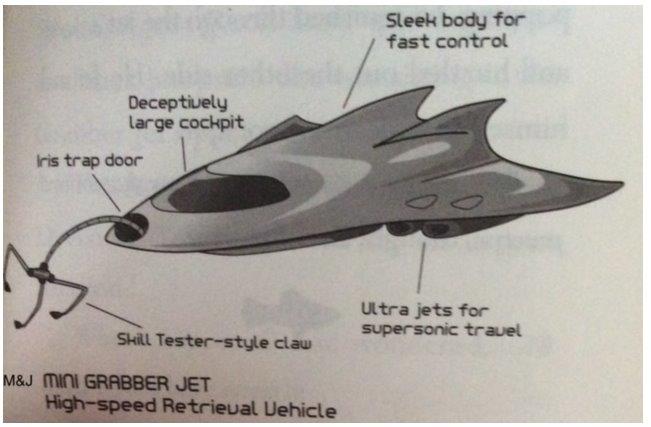 Sleek body for
fast control
Deceptively
large cockpit
Iris trap door
Ultra jets for
supersonic travel
Skill Tester-style claw
M&J MINI GRABBER JET
High-speed Retrieval Vehicle